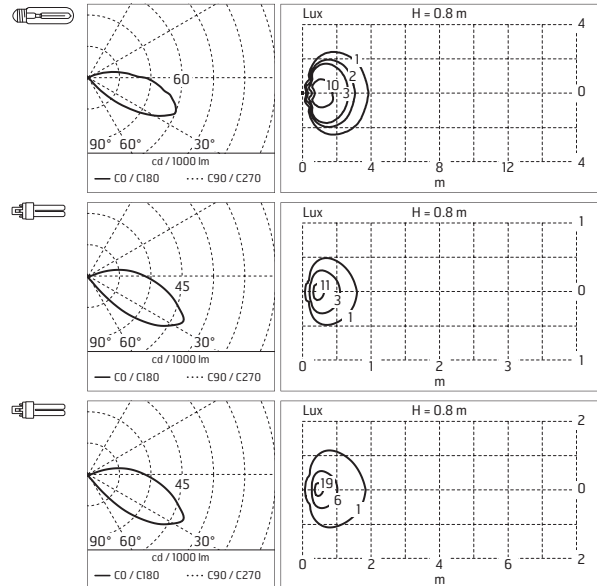 60
90° 60° 30°
cd / 1000 lm
C0 / C180 C90 / C270
Lux H = 0.8 m 4
1
2
10
3
0
0 4 8 12 4
m
45
90° 60° 30°
cd / 1000 lm
C0 / C180 C90 / C270
Lux H = 0.8 m 1
11
3
1
0
0 1 2 3 1
m
45
90° 60° 30°
cd / 1000 lm
C0 / C180 C90 / C270
Lux H = 0.8 m 2
19
6
1
0
0 2 4 6 2
m